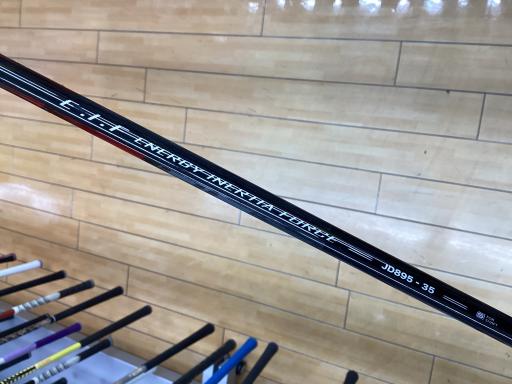 E.I.F ENERGY INERTIA FORCE
JD895 - 35